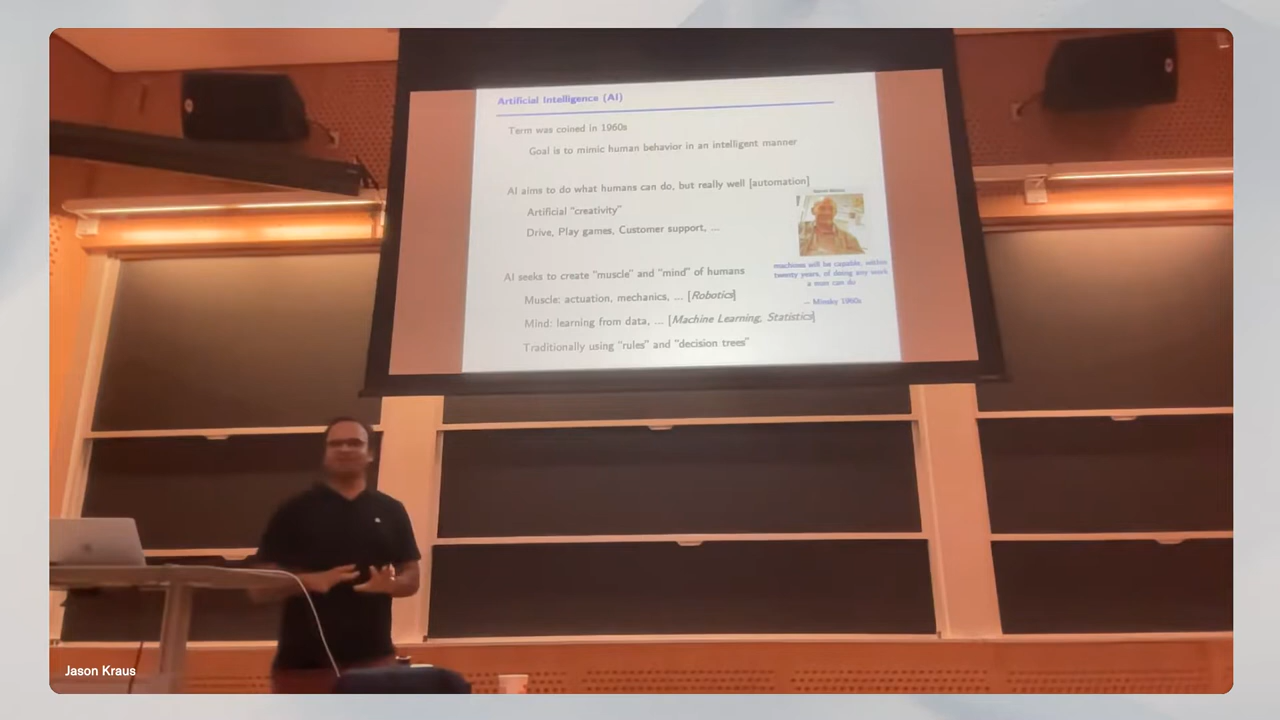 Artificial Intelligence (AI)
Term was coined in 1960s
Goal is to mimic human behavior in an intelligent manner
AI aims to do what humans can do, but really well [automation]
Artificial "creativity"
Drive, Play games, Customer support, ...
AI seeks to create "muscle" and "mind" of humans
Muscle: actuation, mechanics, ... [Robotics]
Mind: learning from data, ... [Machine Learning, Statistics]
Traditionally using "rules" and "decision trees"
machines will be capable, within
twenty years, of doing any work
a man can do
-- Minsky 1960s
Jason Kraus